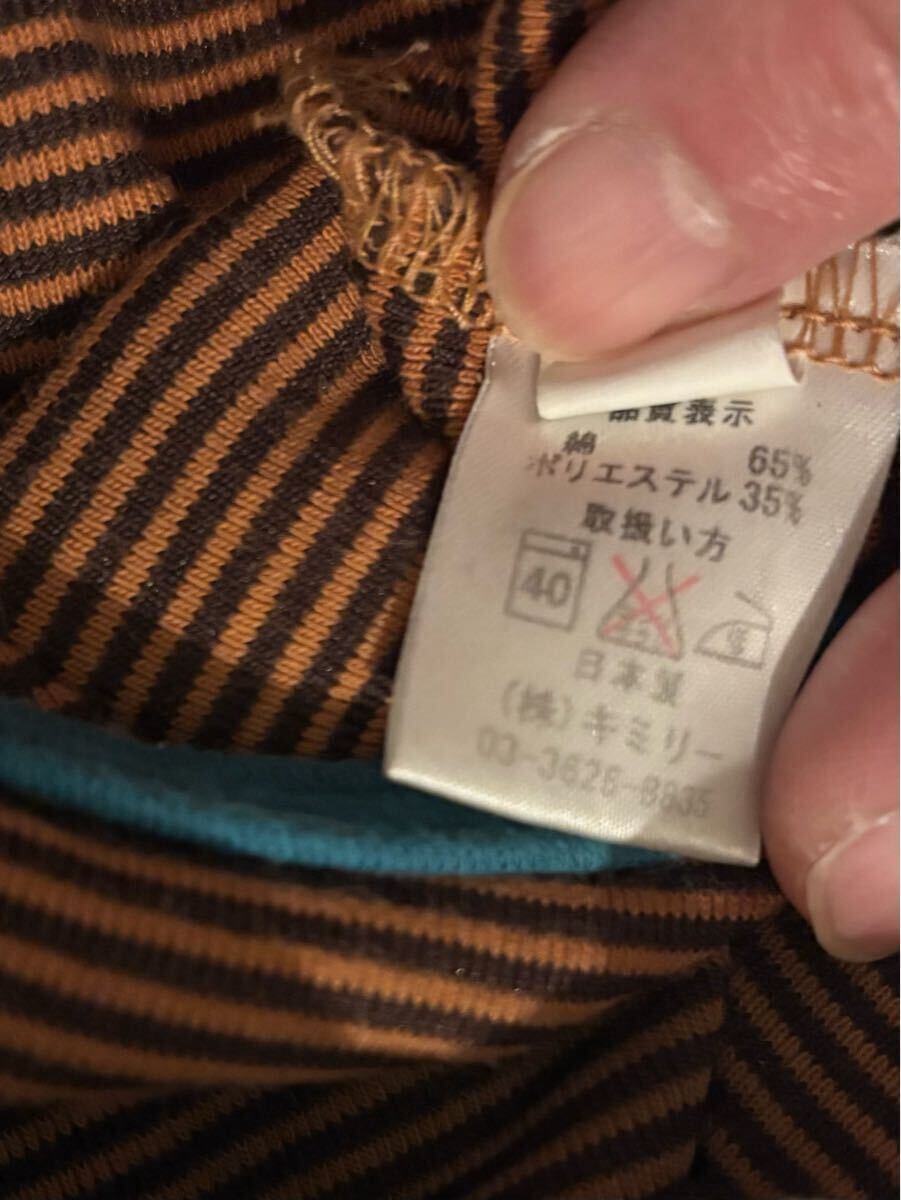 品質表示
綿 65%
ポリエステル 35%
取扱い方
40
日本製
(株)キミリー